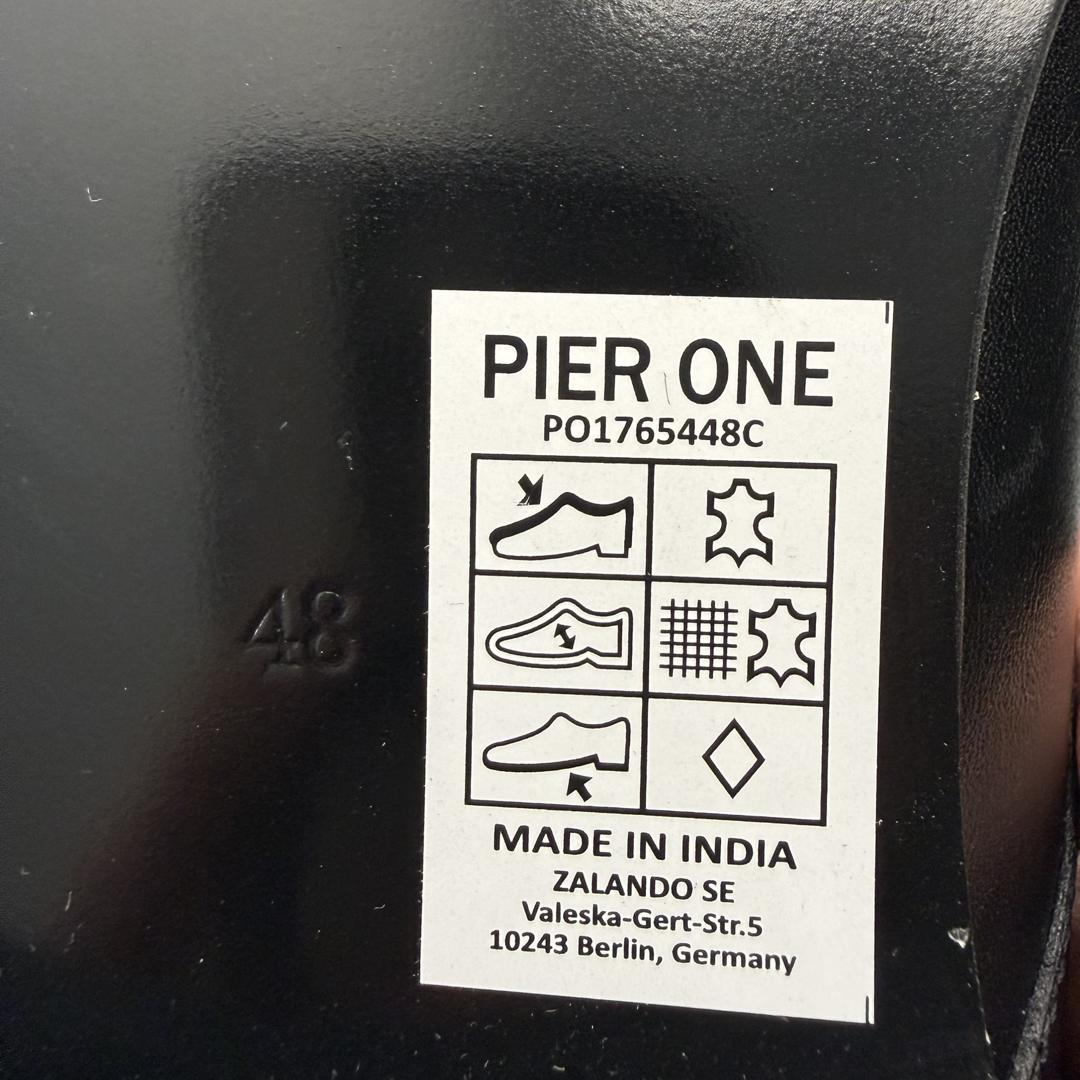 PIER ONE
PO1765448C
48
MADE IN INDIA
ZALANDO SE
Valeska-Gert-Str.5
10243 Berlin, Germany